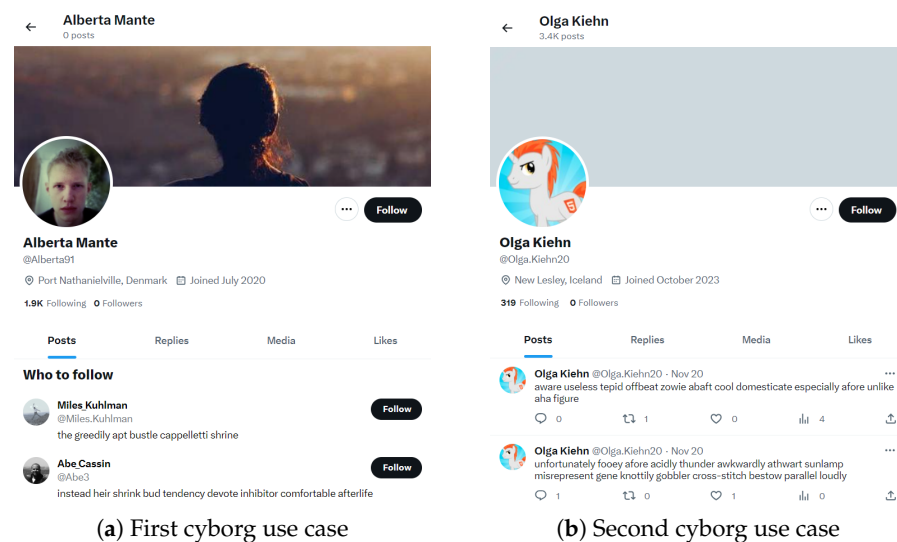 Alberta Mante
0 posts
Follow
Alberta Mante
@Alberta91
Port Nathanielville, Denmark Joined July 2020
1.9K Following 0 Followers
Posts Replies Media Likes
Who to follow
Miles_Kuhlman
@Miles.Kuhlman
Follow
the greedily apt bustle cappelletti shrine
Abe_Cassin
@Abe3
Follow
instead heir shrink bud tendency devote inhibitor comfortable afterlife
(a) First cyborg use case
Olga Kiehn
3.4K posts
Follow
Olga Kiehn
@Olga.Kiehn20
New Lesley, Iceland Joined October 2023
319 Following 0 Followers
Posts Replies Media Likes
Olga Kiehn @Olga.Kiehn20 · Nov 20
aware useless tepid offbeat zowie abaft cool domesticate especially afore unlike
aha figure
0 1 0 4
Olga Kiehn @Olga.Kiehn20 · Nov 20
unfortunately fooey afore acidly thunder awkwardly athwart sunlamp
misrepresent gene knottily gobbler cross-stitch bestow parallel loudly
1 0 1 0
(b) Second cyborg use case